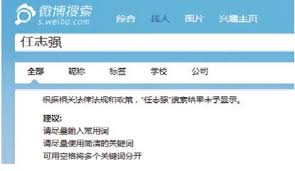 微博搜索
s.weibo.com
综合 找人 图片 兴趣主页
任志强
全部 昵称 标签 学校 公司
根据相关法律法规和政策，“任志强”搜索结果未予显示。
建议:
请尽量输入常用词
请尽量使用简洁的关键词
可用空格将多个关键词分开